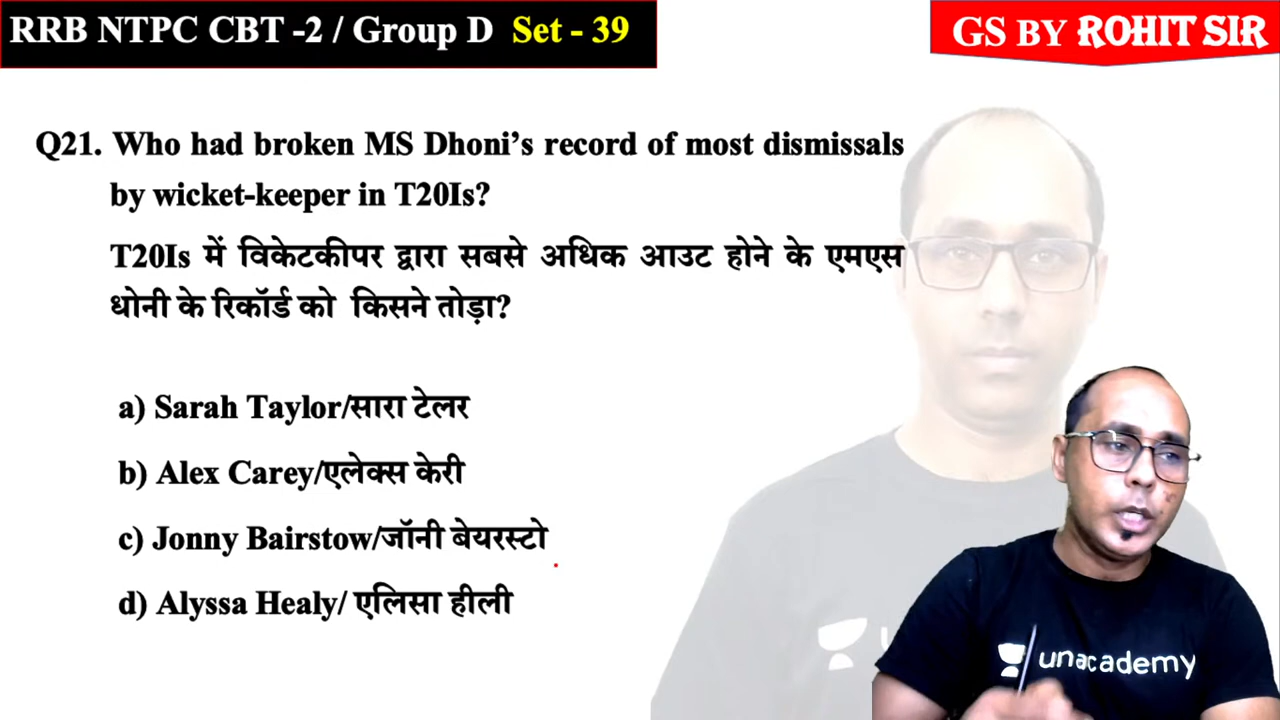 RRB NTPC CBT -2 / Group D Set - 39
GS BY ROHIT SIR
Q21. Who had broken MS Dhoni’s record of most dismissals
by wicket-keeper in T20Is?
T20Is में विकेटकीपर द्वारा सबसे अधिक आउट होने के एमएस
धोनी के रिकॉर्ड को किसने तोड़ा?
a) Sarah Taylor/सारा टेलर
b) Alex Carey/एलेक्स केरी
c) Jonny Bairstow/जॉनी बेयरस्टो
d) Alyssa Healy/ एलिसा हीली
unacademy